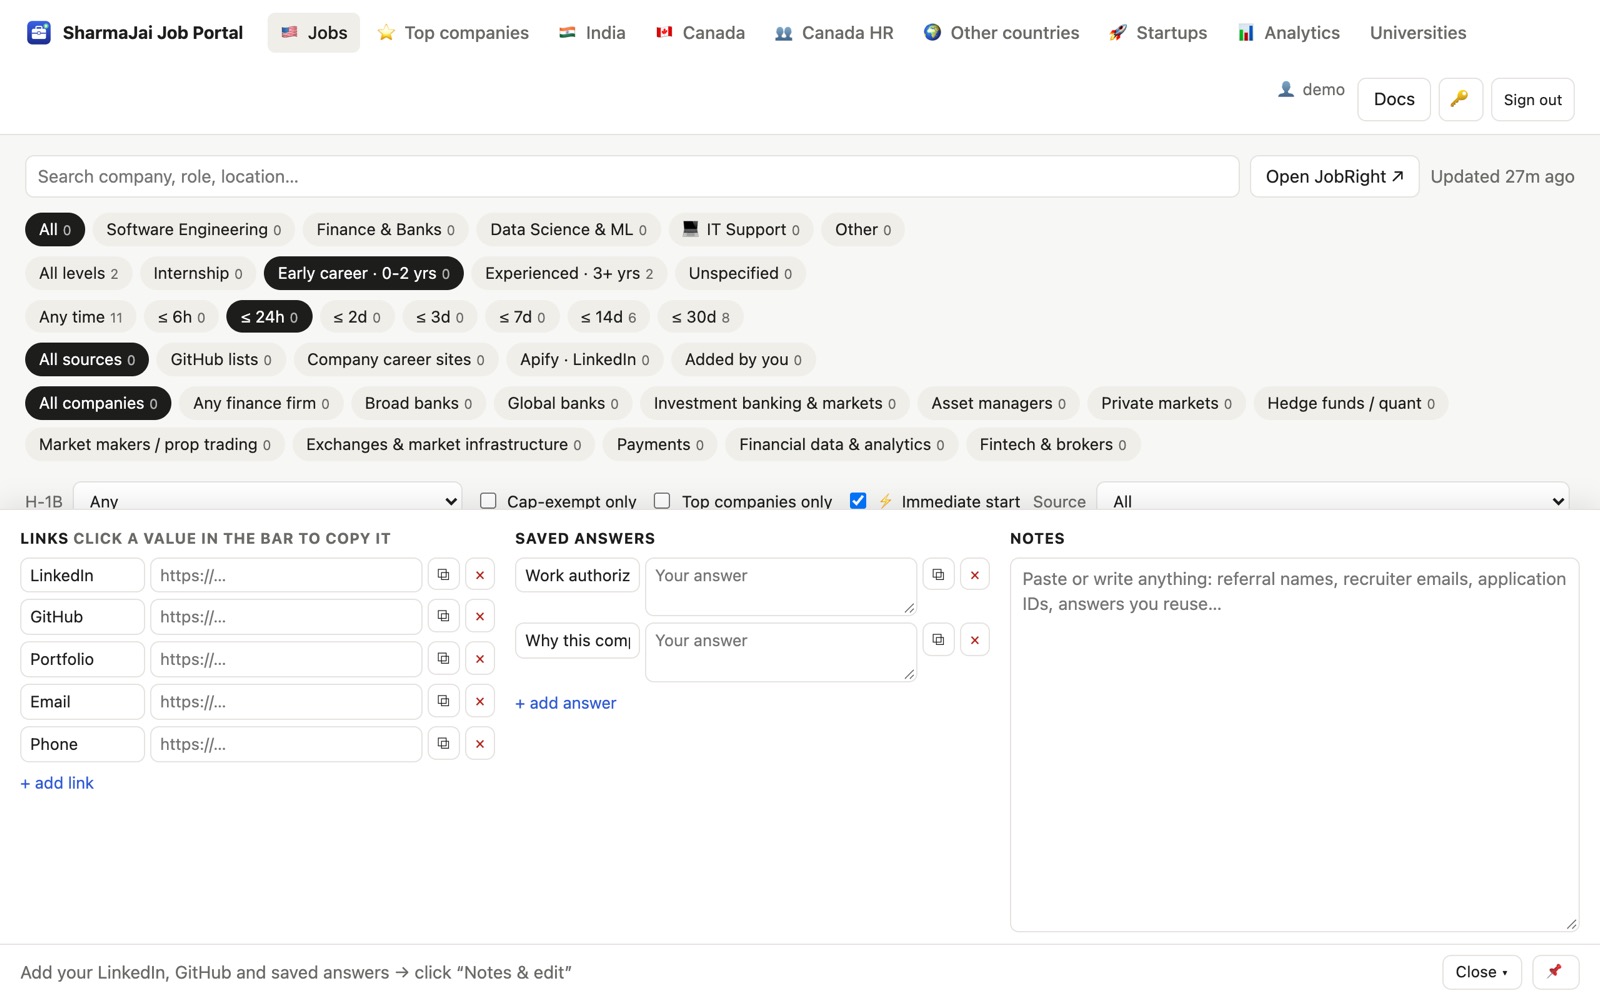 SharmaJai Job Portal Jobs Top companies India Canada Canada HR Other countries Startups Analytics Universities
demo Docs Sign out
Search company, role, location... Open JobRight ↗ Updated 27m ago
All 0 Software Engineering 0 Finance & Banks 0 Data Science & ML 0 IT Support 0 Other 0
All levels 2 Internship 0 Early career · 0-2 yrs 0 Experienced · 3+ yrs 2 Unspecified 0
Any time 11 ≤ 6h 0 ≤ 24h 0 ≤ 2d 0 ≤ 3d 0 ≤ 7d 0 ≤ 14d 6 ≤ 30d 8
All sources 0 GitHub lists 0 Company career sites 0 Apify · LinkedIn 0 Added by you 0
All companies 0 Any finance firm 0 Broad banks 0 Global banks 0 Investment banking & markets 0 Asset managers 0 Private markets 0 Hedge funds / quant 0
Market makers / prop trading 0 Exchanges & market infrastructure 0 Payments 0 Financial data & analytics 0 Fintech & brokers 0
H-1B Any Cap-exempt only Top companies only ⚡ Immediate start Source All
LINKS CLICK A VALUE IN THE BAR TO COPY IT
LinkedIn https://...
GitHub https://...
Portfolio https://...
Email https://...
Phone https://...
+ add link
SAVED ANSWERS
Work authoriz Your answer
Why this comp Your answer
+ add answer
NOTES
Paste or write anything: referral names, recruiter emails, application
IDs, answers you reuse...
Add your LinkedIn, GitHub and saved answers → click “Notes & edit” Close ▾